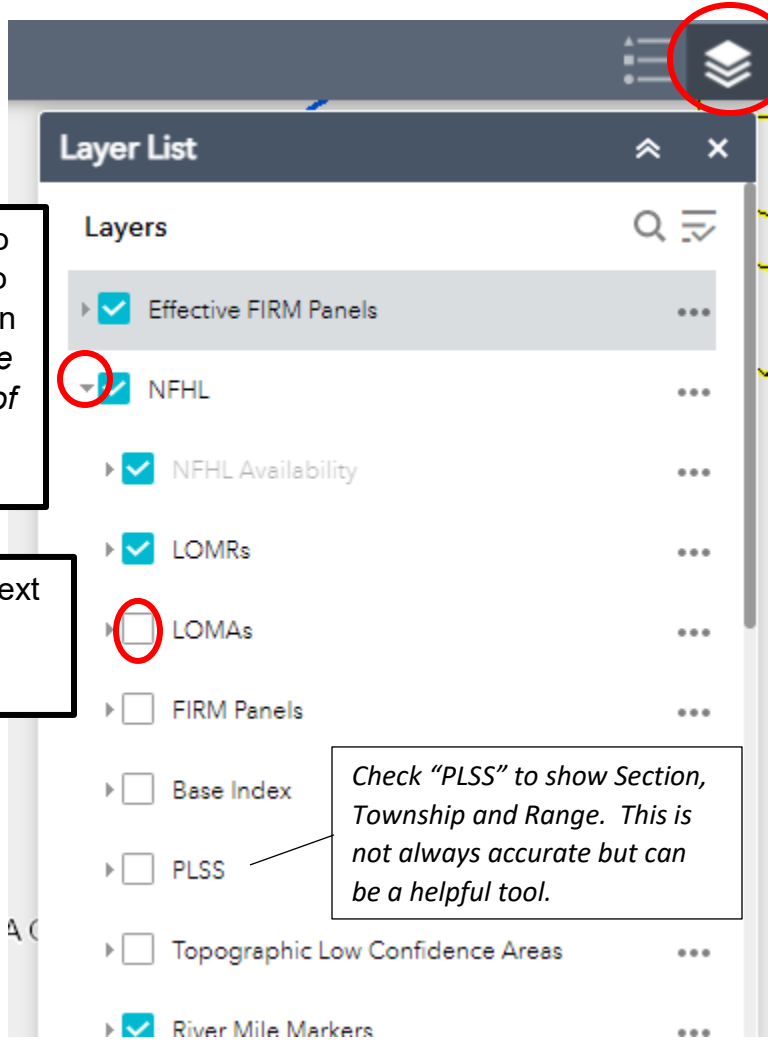 Layer List
Layers
Effective FIRM Panels
NFHL
of
NFHL Availability
LOMRs
ext
LOMAs
FIRM Panels
Base Index
Check “PLSS” to show Section,
Township and Range.  This is
not always accurate but can
be a helpful tool.
PLSS
Topographic Low Confidence Areas
River Mile Markers